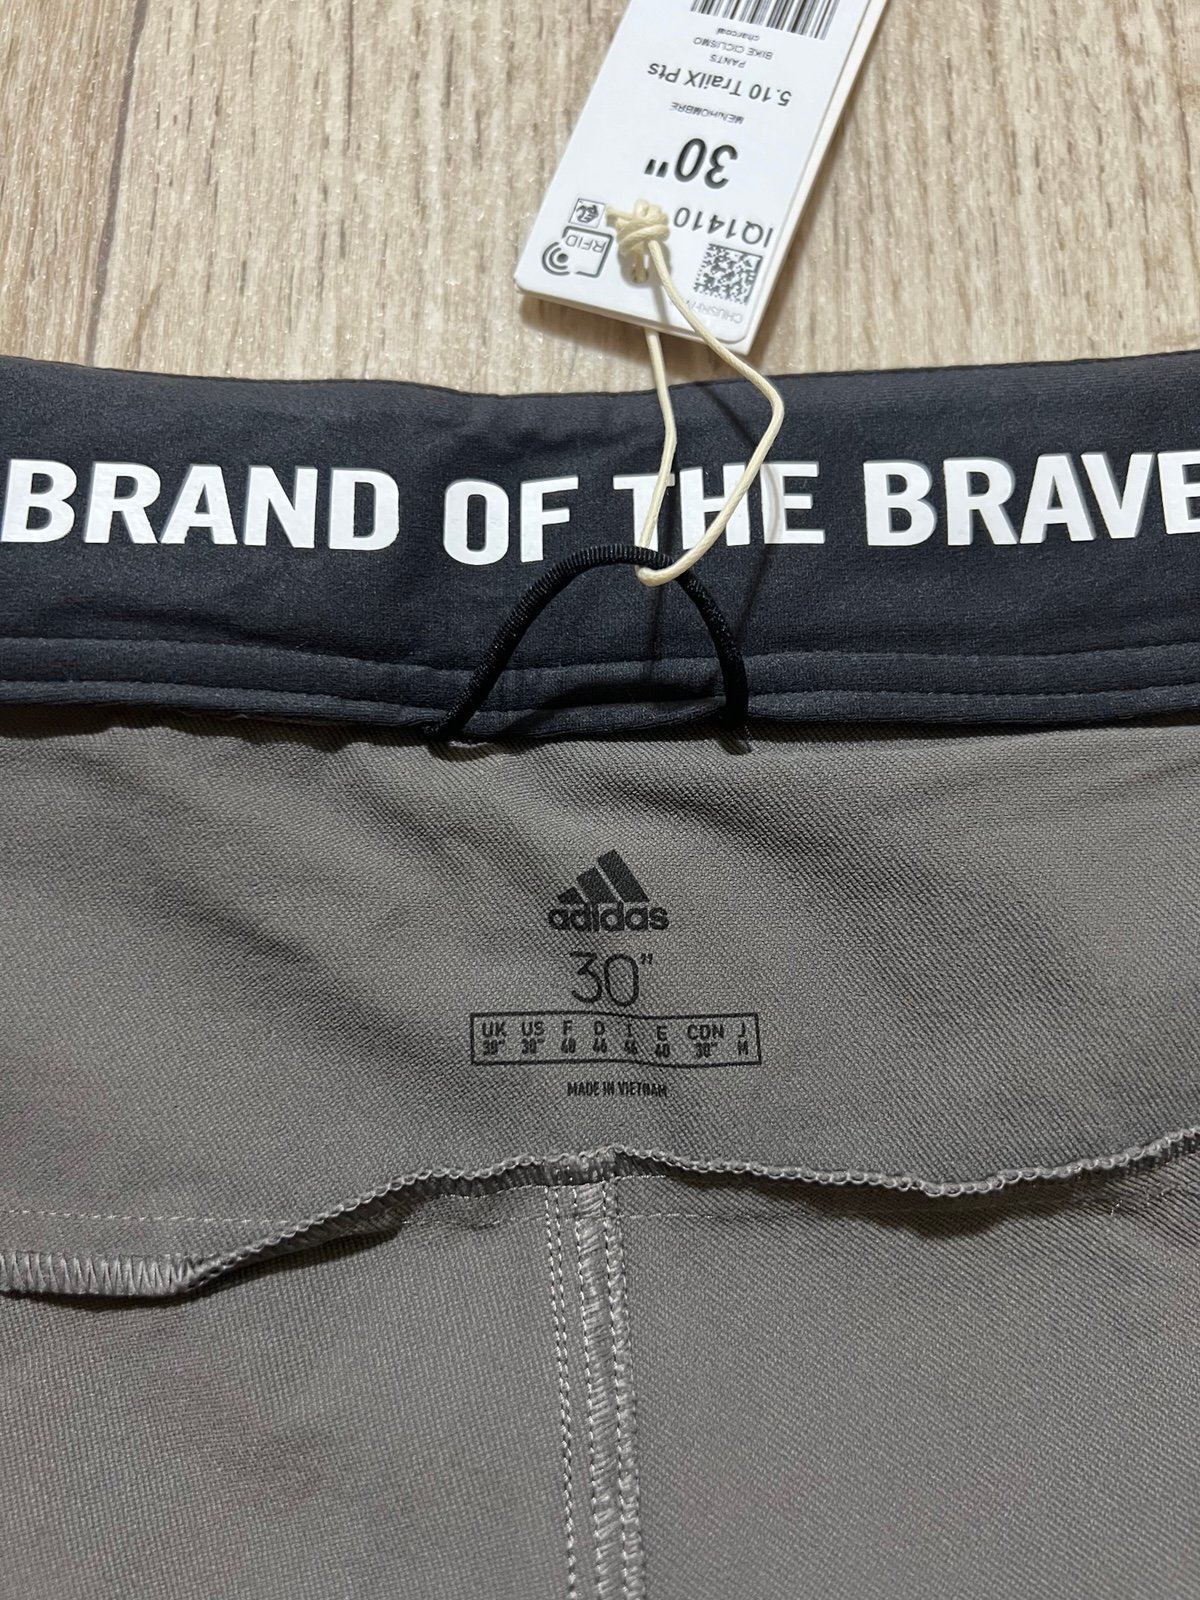 IQ1410
RFID
30"
MEN/HOMBRE
5.10 TrailX Pts
PANTS
BIKE CICLISMO
charcoal
BRAND OF THE BRAVE
adidas
30"
UK US F D I E CDN J
30" 30" 40 46 46 40 30" M
MADE IN VIETNAM